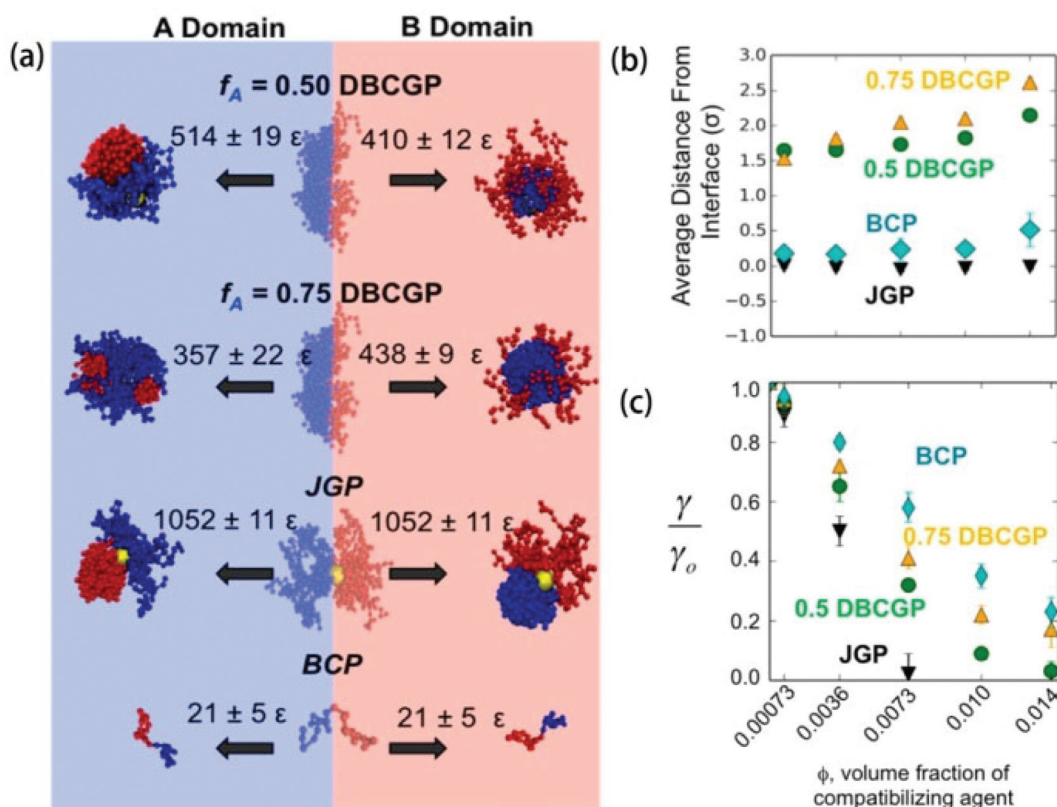 (a)
A Domain
B Domain
fA = 0.50 DBCGP
514 ± 19 ε
410 ± 12 ε
fA = 0.75 DBCGP
357 ± 22 ε
438 ± 9 ε
JGP
1052 ± 11 ε
1052 ± 11 ε
BCP
21 ± 5 ε
21 ± 5 ε
(b)
Average Distance From
Interface (σ)
3.0
2.5
2.0
1.5
1.0
0.5
0.0
−0.5
−1.0
0.75 DBCGP
0.5 DBCGP
BCP
JGP
(c)
γ
γo
1.0
0.8
0.6
0.4
0.2
0.0
BCP
0.75 DBCGP
0.5 DBCGP
JGP
0.00073
0.0036
0.0073
0.010
0.014
ϕ, volume fraction of
compatibilizing agent